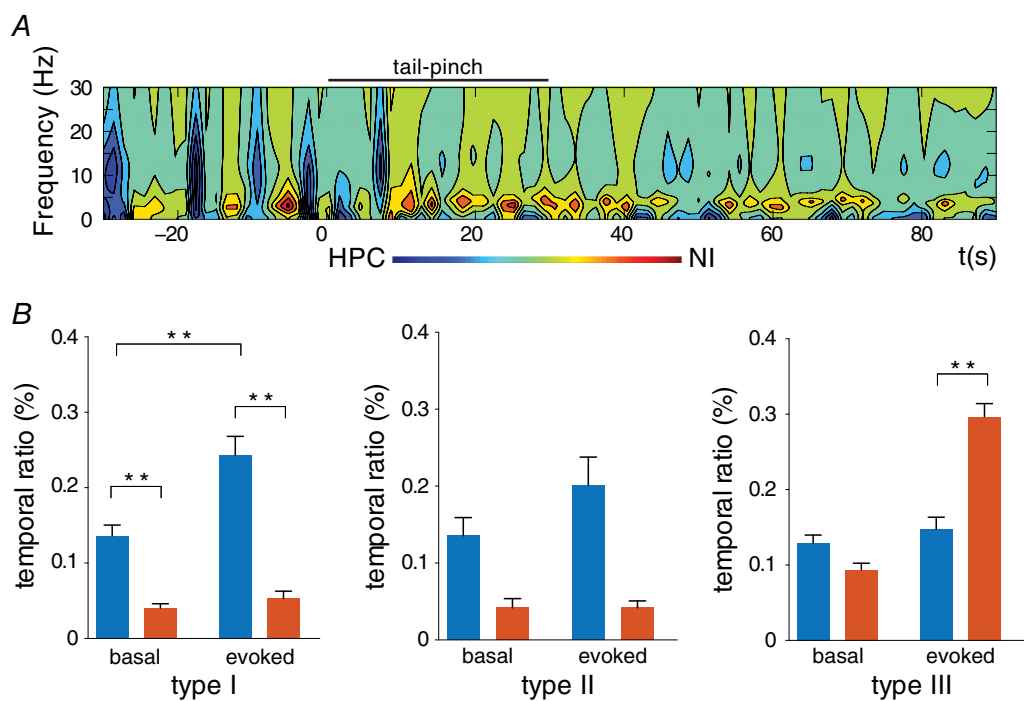 A
tail-pinch
Frequency (Hz)
30
20
10
0
−20 0 20 40 60 80 t(s)
HPC NI
B
temporal ratio (%)
0.4
0.3
0.2
0.1
0
* *
* *
* *
basal evoked
type I
temporal ratio (%)
0.4
0.3
0.2
0.1
0
basal evoked
type II
temporal ratio (%)
0.4
0.3
0.2
0.1
0
* *
basal evoked
type III